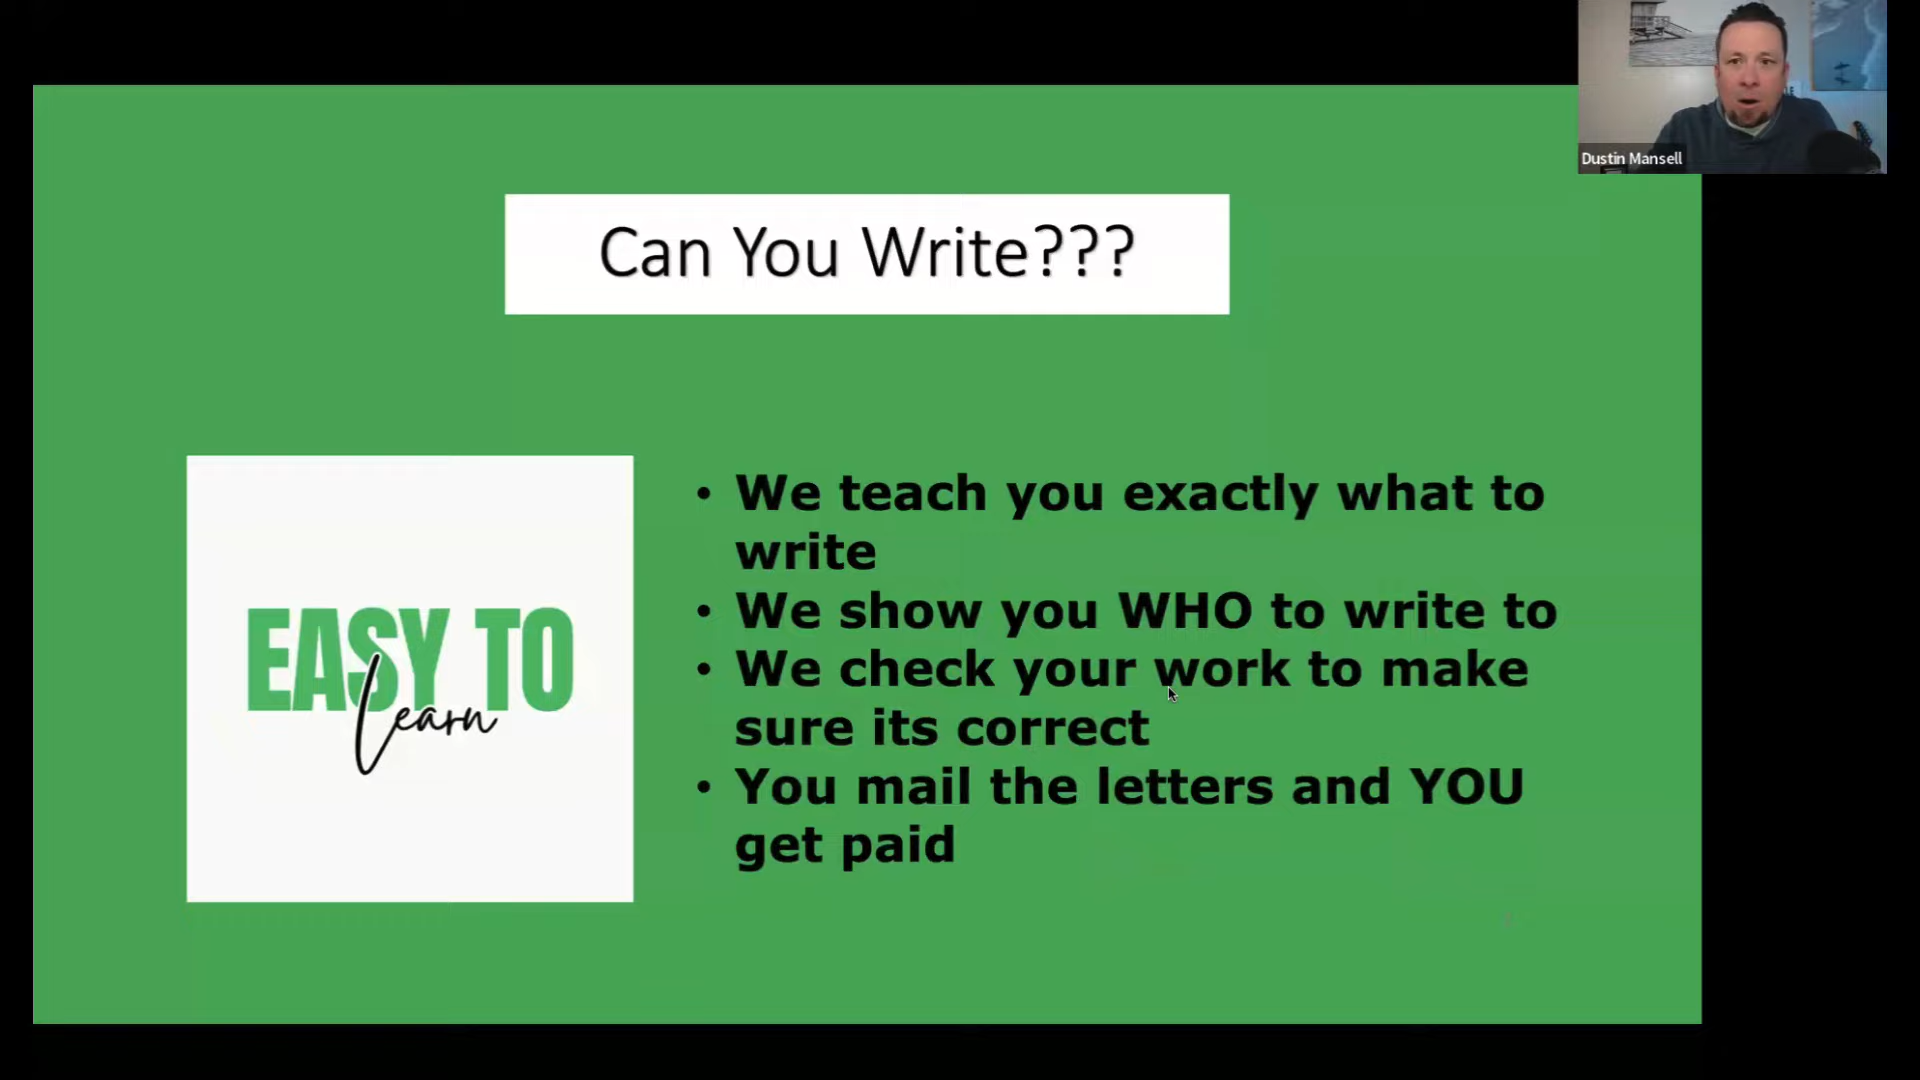 Dustin Mansell
Can You Write???
EASY TO
Learn
• We teach you exactly what to
write
• We show you WHO to write to
• We check your work to make
sure its correct
• You mail the letters and YOU
get paid